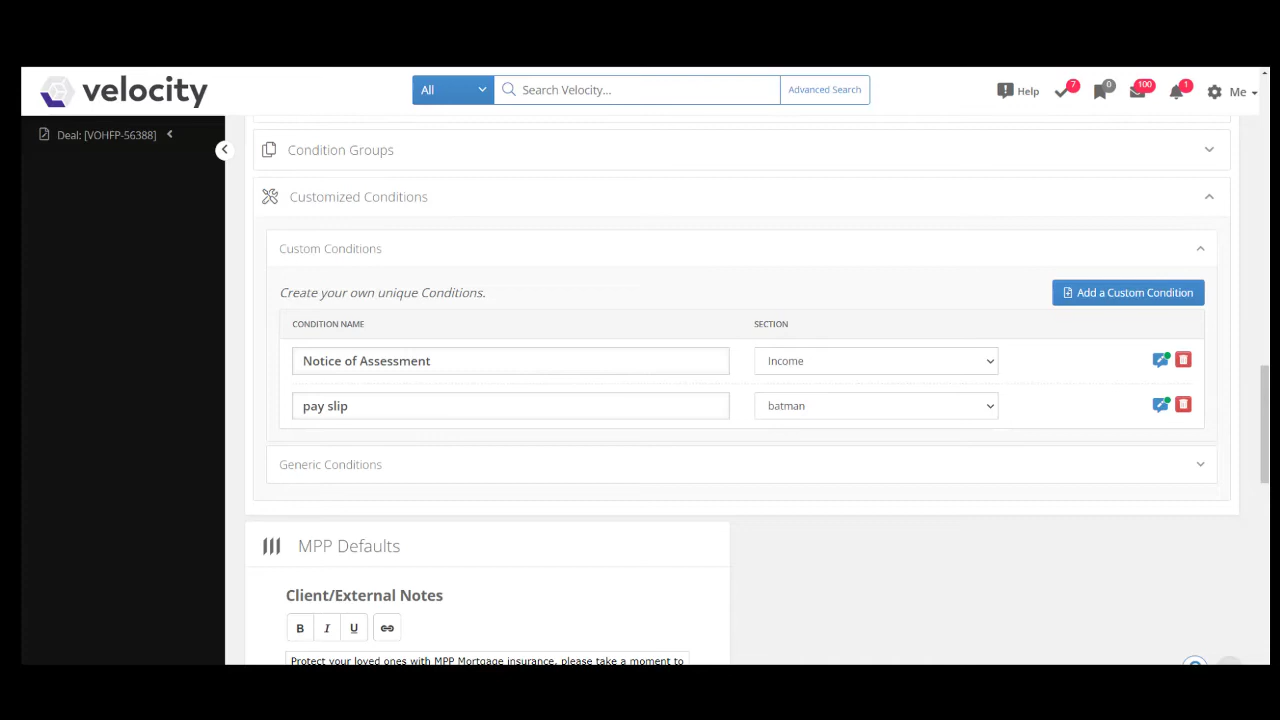 velocity
All
Search Velocity...
Advanced Search
Help
7
0
100
1
Me
Deal: [VOHFP-56388]
Condition Groups
Customized Conditions
Custom Conditions
Create your own unique Conditions.
Add a Custom Condition
CONDITION NAME
SECTION
Notice of Assessment
Income
pay slip
batman
Generic Conditions
MPP Defaults
Client/External Notes
B I U
Protect your loved ones with MPP Mortgage insurance, please take a moment to